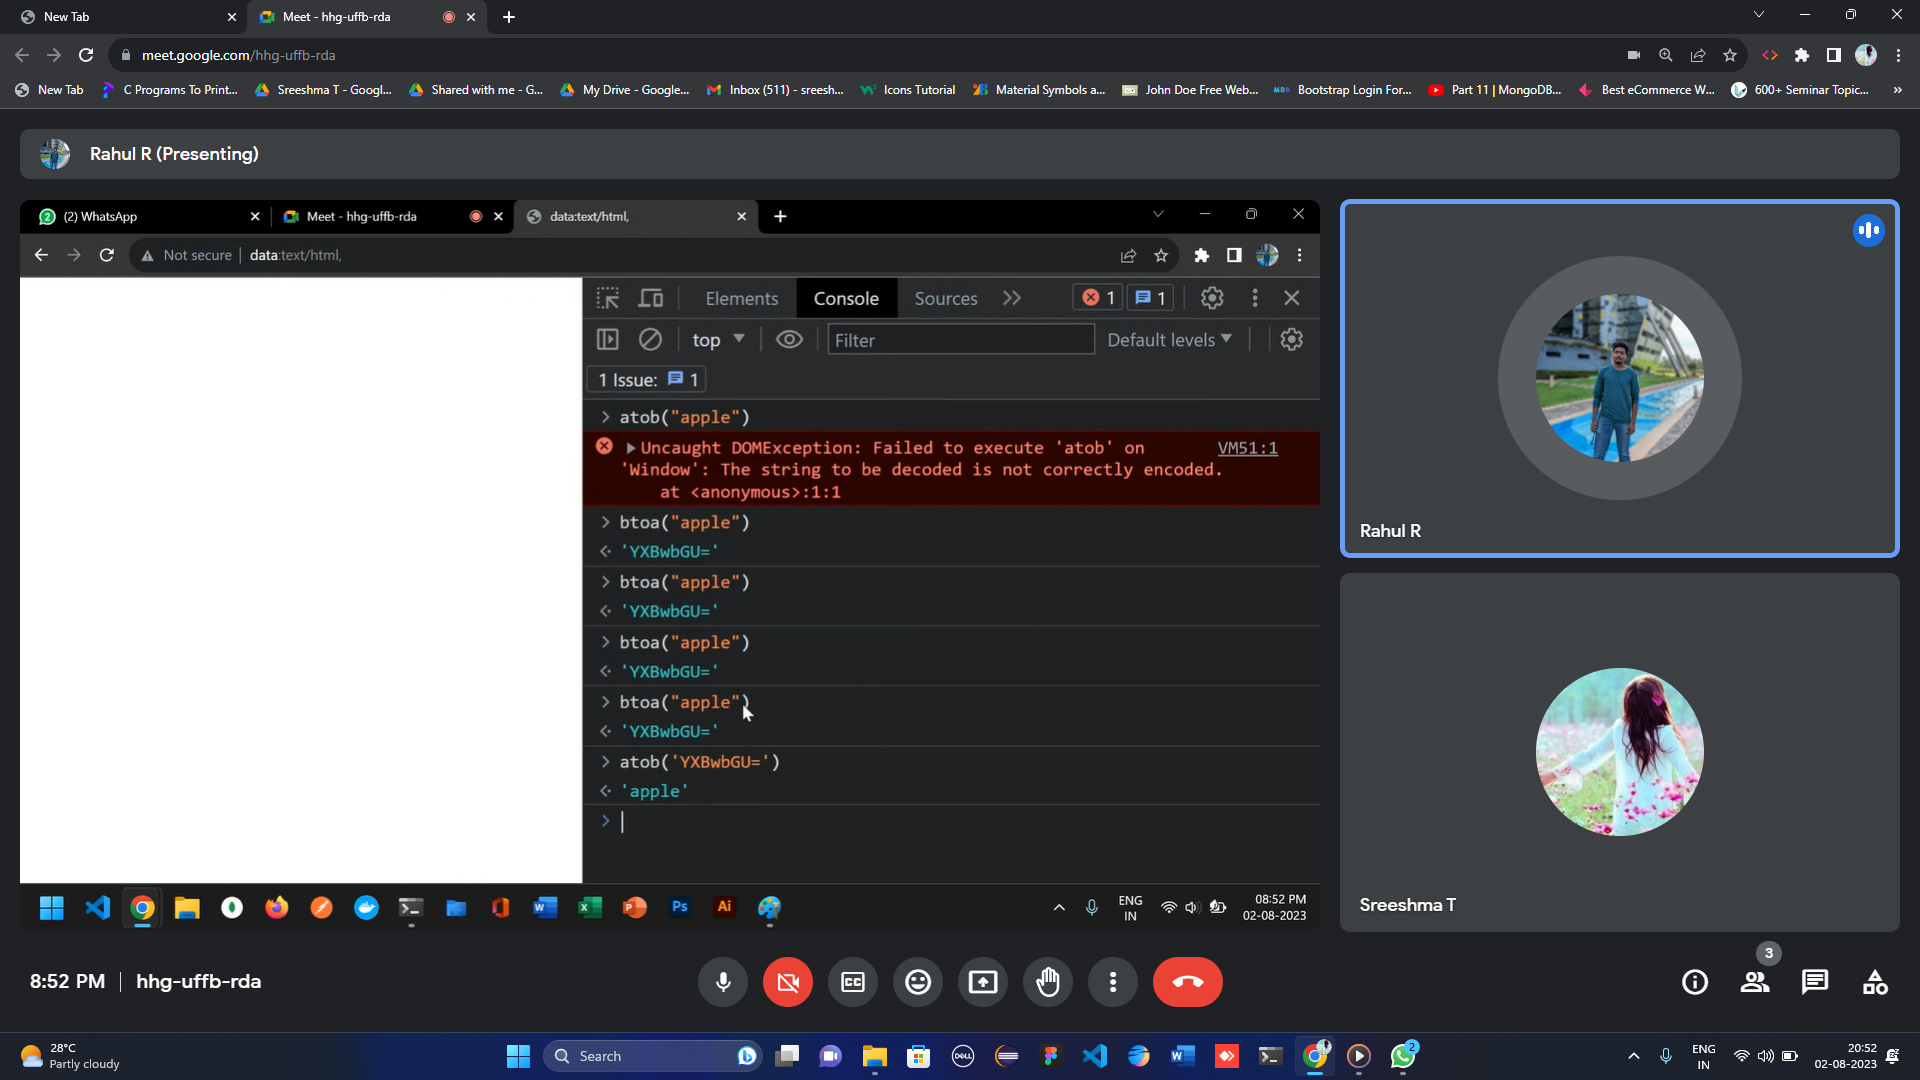 New Tab
Meet - hhg-uffb-rda
meet.google.com/hhg-uffb-rda
New Tab
C Programs To Print...
Sreeshma T - Googl...
Shared with me - G...
My Drive - Google...
Inbox (511) - sreesh...
Icons Tutorial
Material Symbols a...
John Doe Free Web...
Bootstrap Login For...
Part 11 | MongoDB...
Best eCommerce W...
600+ Seminar Topic...
Rahul R (Presenting)
(2) WhatsApp
Meet - hhg-uffb-rda
data:text/html,
Not secure | data:text/html,
Elements
Console
Sources
1
1
top
Filter
Default levels
1 Issue: 1
> atob("apple")
Uncaught DOMException: Failed to execute 'atob' on VM51:1
'Window': The string to be decoded is not correctly encoded.
at <anonymous>:1:1
> btoa("apple")
'YXBwbGU='
> btoa("apple")
'YXBwbGU='
> btoa("apple")
'YXBwbGU='
> btoa("apple")
'YXBwbGU='
> atob('YXBwbGU=')
'apple'
>
Ps
Ai
ENG
IN
08:52 PM
02-08-2023
Rahul R
Sreeshma T
8:52 PM | hhg-uffb-rda
CC
3
28°C
Partly cloudy
Search
DELL
2
ENG
IN
20:52
02-08-2023